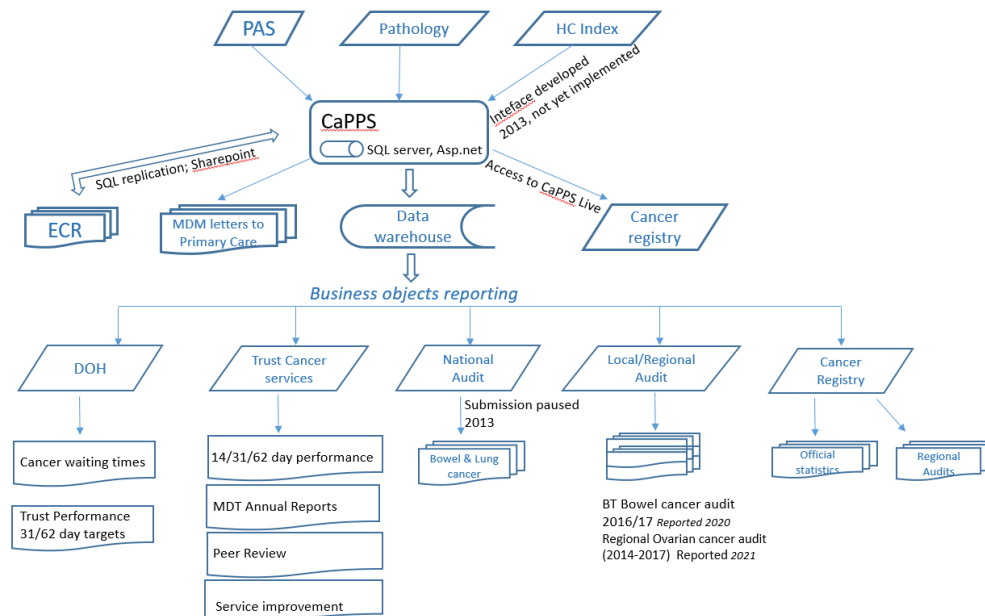 PAS
Pathology
HC Index
Inteface developed
2013, not yet implemented
CaPPS
SQL server, Asp.net
SQL replication; Sharepoint
Access to CaPPS Live
ECR
MDM letters to
Primary Care
Data
warehouse
Cancer
registry
Business objects reporting
DOH
Trust Cancer
services
National
Audit
Local/Regional
Audit
Cancer
Registry
Submission paused
2013
Cancer waiting times
14/31/62 day performance
Bowel & Lung
cancer
Official
statistics
Regional
Audits
Trust Performance
31/62 day targets
MDT Annual Reports
BT Bowel cancer audit
2016/17 Reported 2020
Regional Ovarian cancer audit
(2014-2017) Reported 2021
Peer Review
Service improvement